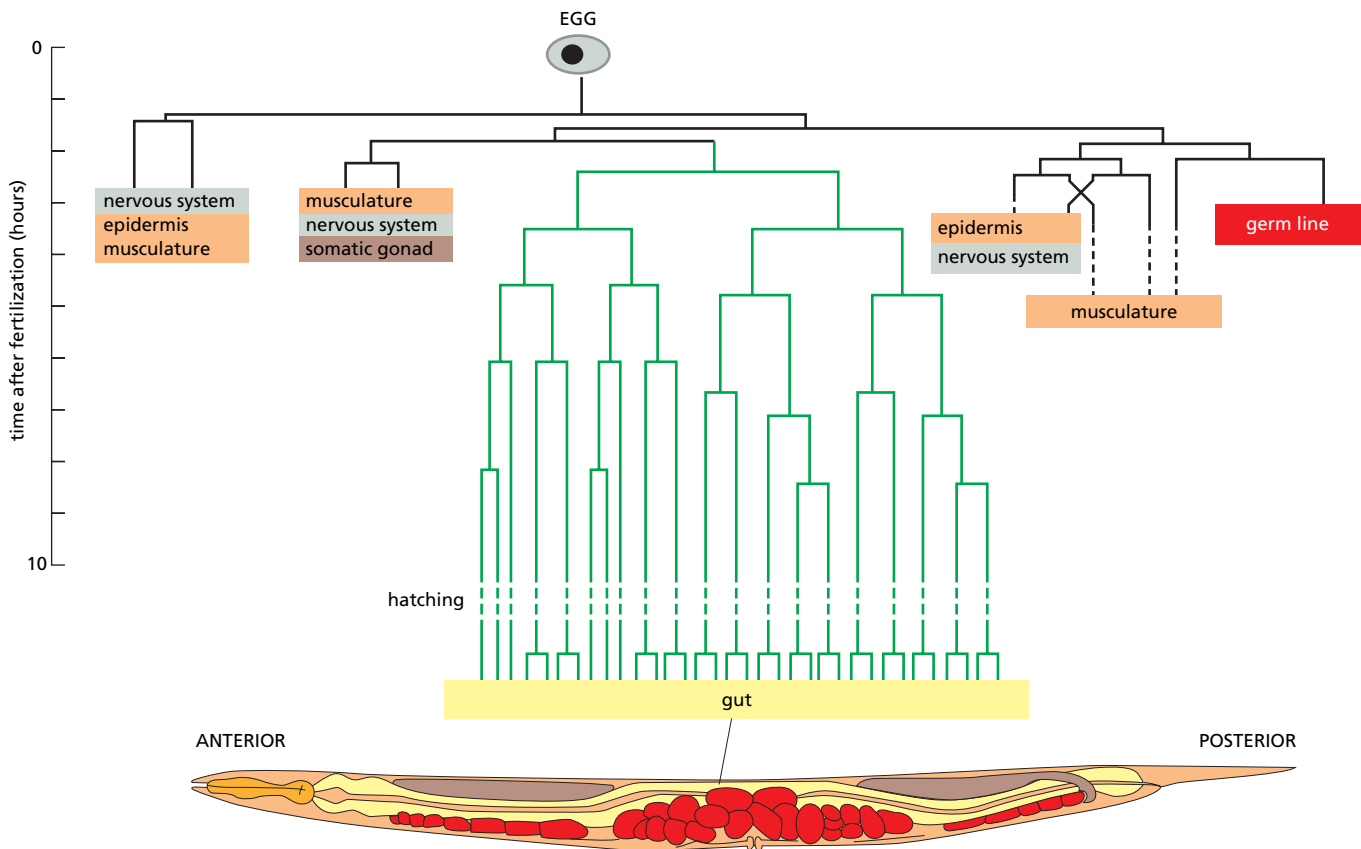 EGG
0
nervous system
epidermis
musculature
musculature
nervous system
somatic gonad
epidermis
nervous system
germ line
musculature
time after fertilization (hours)
10
hatching
gut
ANTERIOR
POSTERIOR